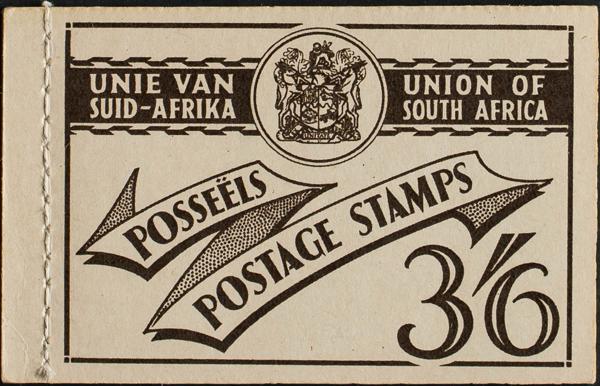 UNIE VAN
SUID-AFRIKA
UNION OF
SOUTH AFRICA
POSSEËLS
POSTAGE STAMPS
3/6